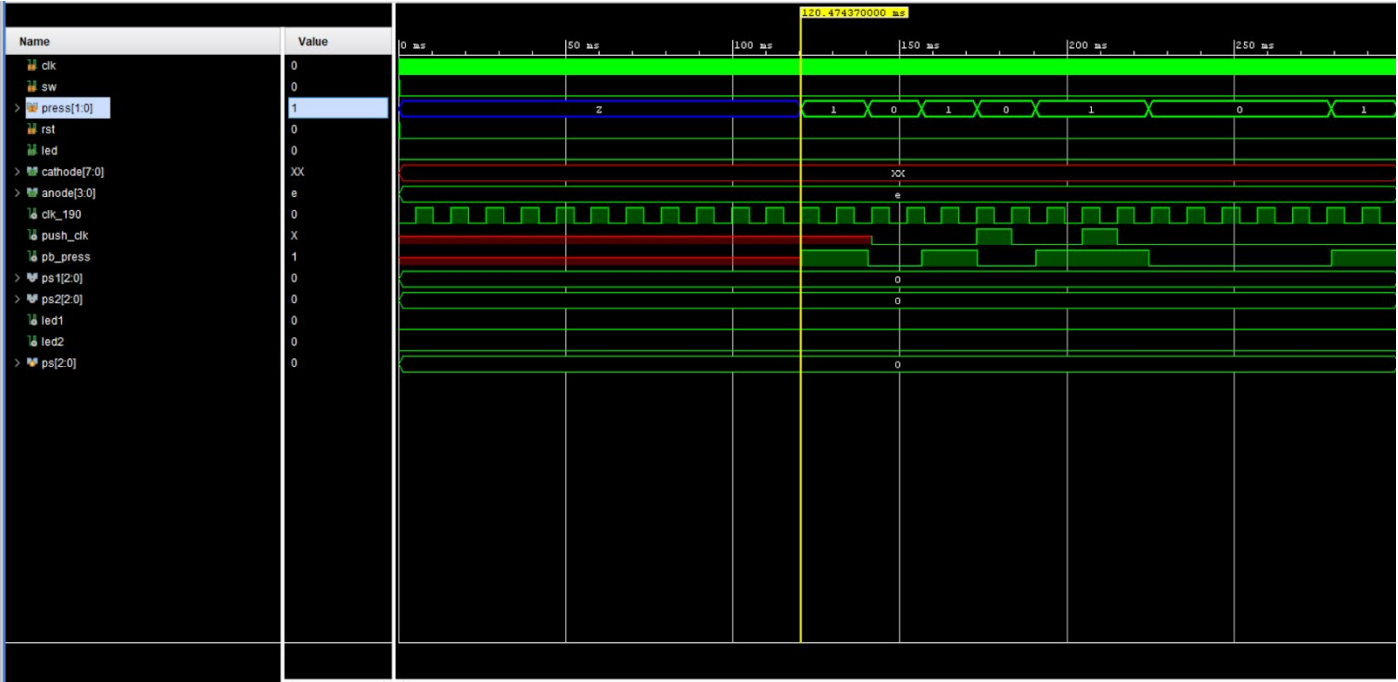 120.474370000 ms
Name Value
0 ms 50 ms 100 ms 150 ms 200 ms 250 ms
clk 0
sw 0
press[1:0] 1 Z 1 0 1 0 1 0 1
rst 0
led 0
cathode[7:0] XX XX
anode[3:0] e e
clk_190 0
push_clk X
pb_press 1
ps1[2:0] 0 0
ps2[2:0] 0 0
led1 0
led2 0
ps[2:0] 0 0